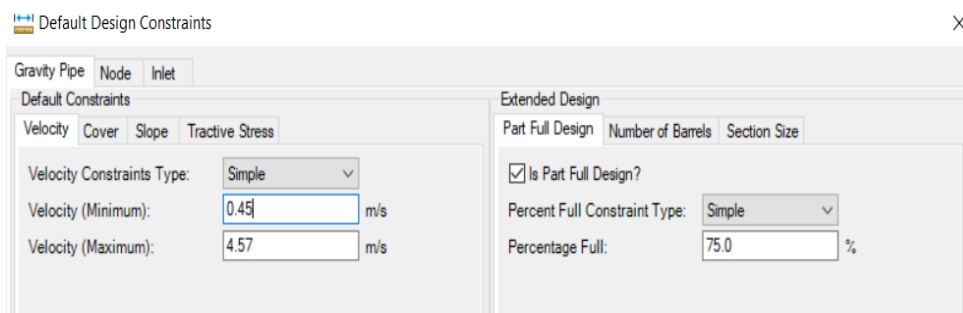 Default Design Constraints
Gravity Pipe Node Inlet
Default Constraints
Velocity Cover Slope Tractive Stress
Velocity Constraints Type: Simple
Velocity (Minimum): 0.45 m/s
Velocity (Maximum): 4.57 m/s
Extended Design
Part Full Design Number of Barrels Section Size
Is Part Full Design?
Percent Full Constraint Type: Simple
Percentage Full: 75.0 %